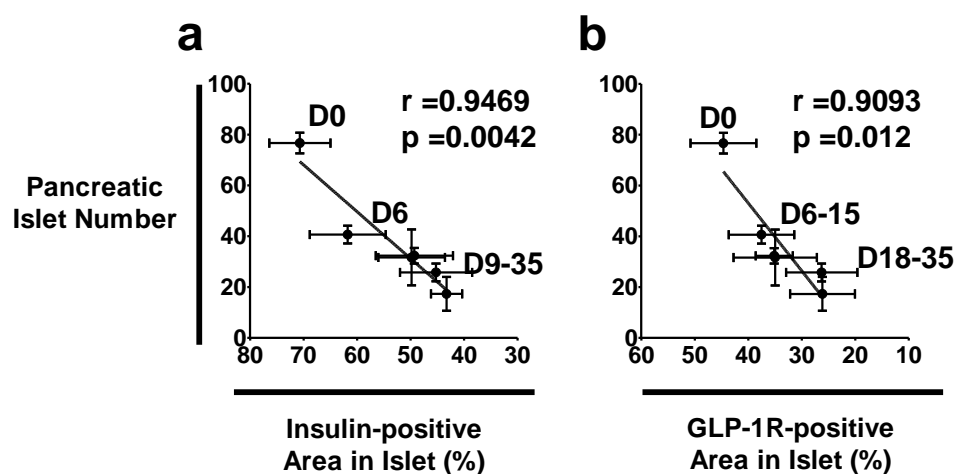 a
b
Pancreatic
Islet Number
100
80
60
40
20
0
D0
r =0.9469
p =0.0042
D6
D9-35
80 70 60 50 40 30
Insulin-positive
Area in Islet (%)
100
80
60
40
20
0
D0
r =0.9093
p =0.012
D6-15
D18-35
60 50 40 30 20 10
GLP-1R-positive
Area in Islet (%)